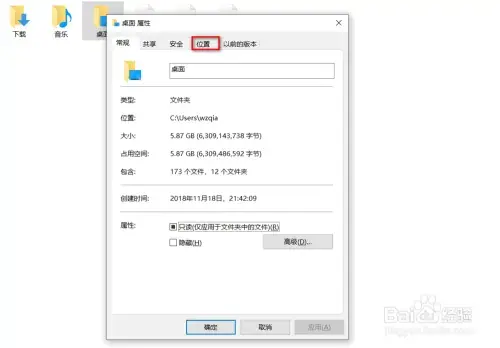 下载
音乐
桌面
桌面 属性
常规 共享 安全 位置 以前的版本
桌面
类型: 文件夹
位置: C:\Users\wzqia
大小: 5.87 GB (6,309,143,738 字节)
占用空间: 5.87 GB (6,309,486,592 字节)
包含: 173 个文件，12 个文件夹
创建时间: 2018年11月18日，21:42:09
属性: 只读(仅应用于文件夹中的文件)(R)
隐藏(H) 高级(D)...
确定 取消 应用(A)
Baidu 经验
jingyan.baidu.com